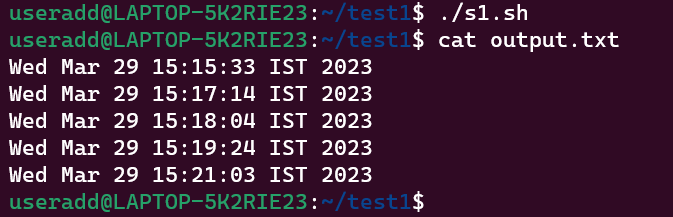 useradd@LAPTOP-5K2RIE23:~/test1$ ./s1.sh
useradd@LAPTOP-5K2RIE23:~/test1$ cat output.txt
Wed Mar 29 15:15:33 IST 2023
Wed Mar 29 15:17:14 IST 2023
Wed Mar 29 15:18:04 IST 2023
Wed Mar 29 15:19:24 IST 2023
Wed Mar 29 15:21:03 IST 2023
useradd@LAPTOP-5K2RIE23:~/test1$